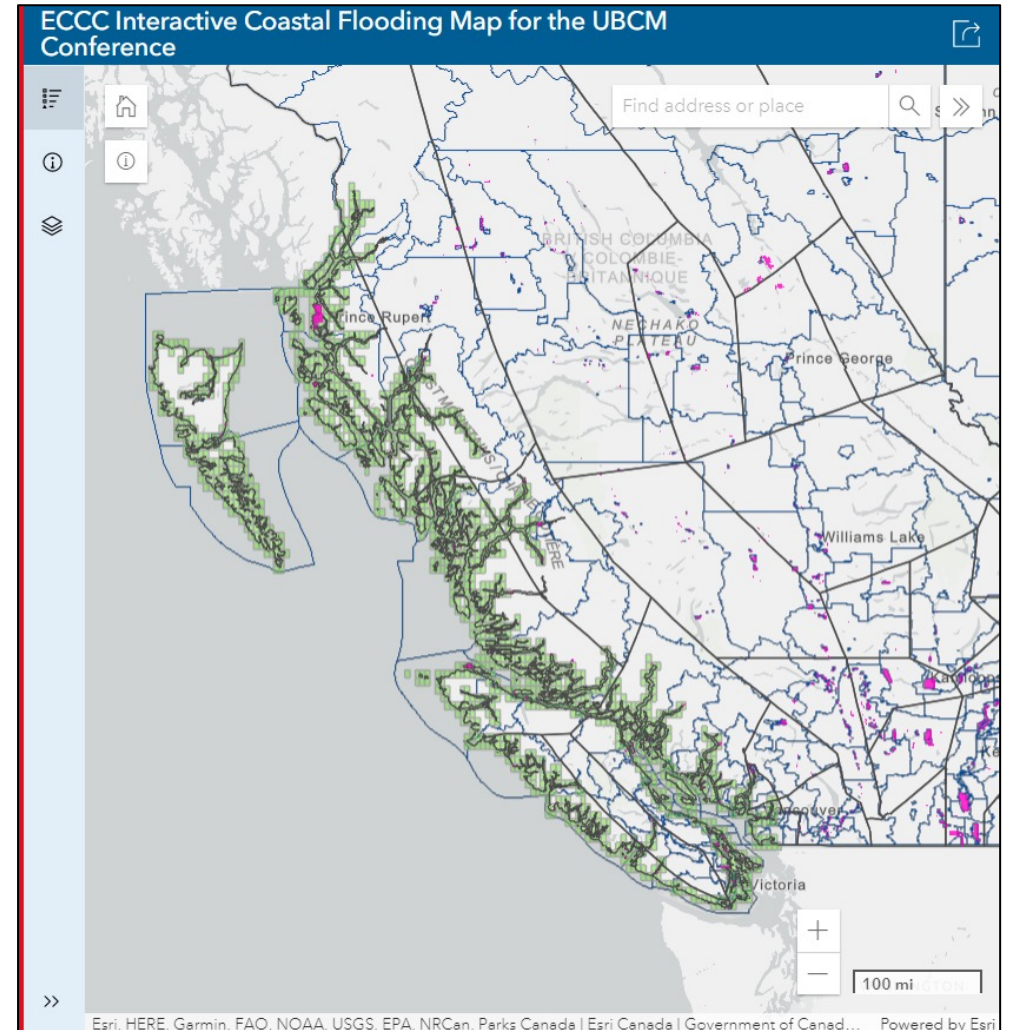 ECCC Interactive Coastal Flooding Map for the UBCM
Conference
Find address or place
BRITISH COLUMBIA
COLOMBIE-
BRITANNIQUE
Prince Rupert
NECHAKO
PLATEAU
Prince George
Williams Lake
Kamloops
Vancouver
Victoria
100 mi
Esri, HERE, Garmin, FAO, NOAA, USGS, EPA, NRCan, Parks Canada | Esri Canada | Government of Canad... Powered by Esri